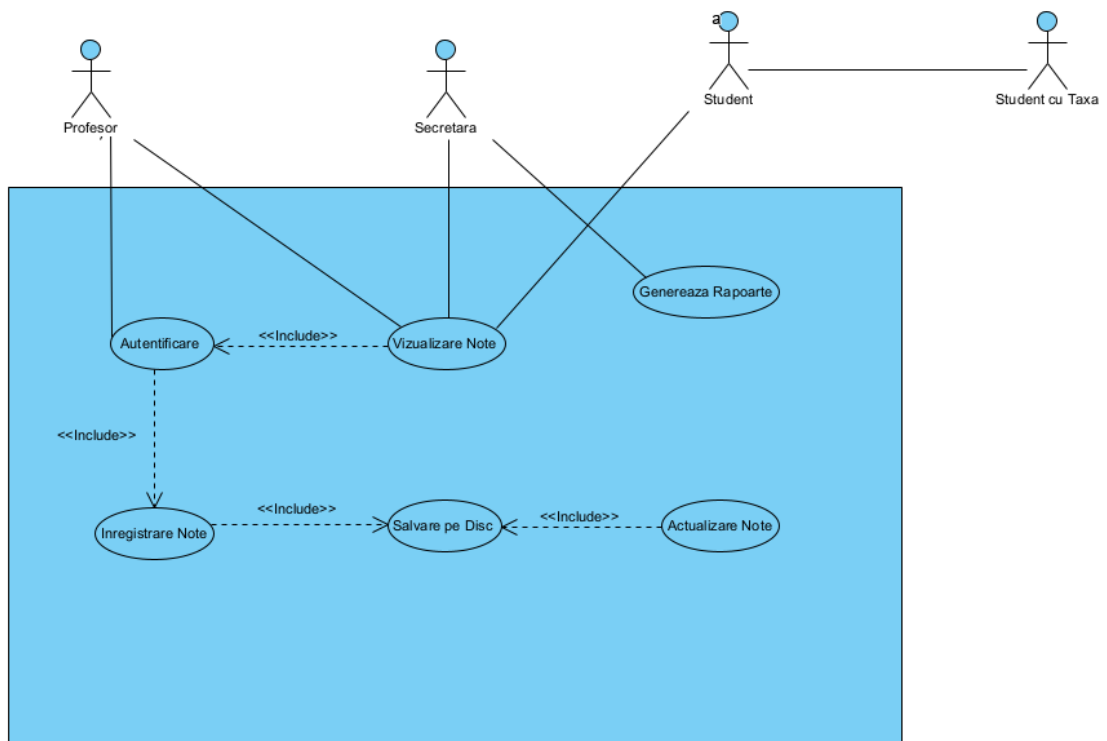 a
Profesor
Secretara
Student
Student cu Taxa
Genereaza Rapoarte
Autentificare
<<Include>>
Vizualizare Note
<<Include>>
Inregistrare Note
<<Include>>
Salvare pe Disc
<<Include>>
Actualizare Note